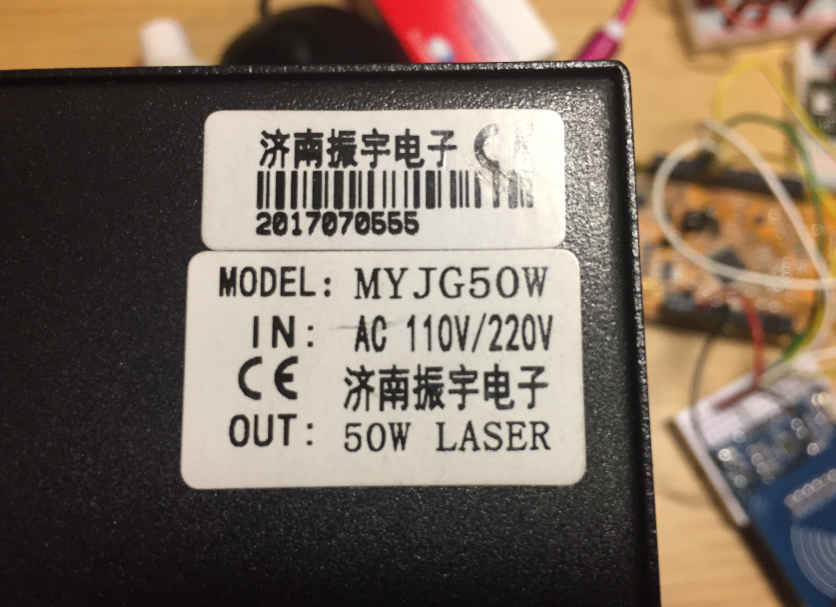 济南振宇电子 CE
2017070555
MODEL: MYJG50W
IN: AC 110V/220V
CE 济南振宇电子
OUT: 50W LASER